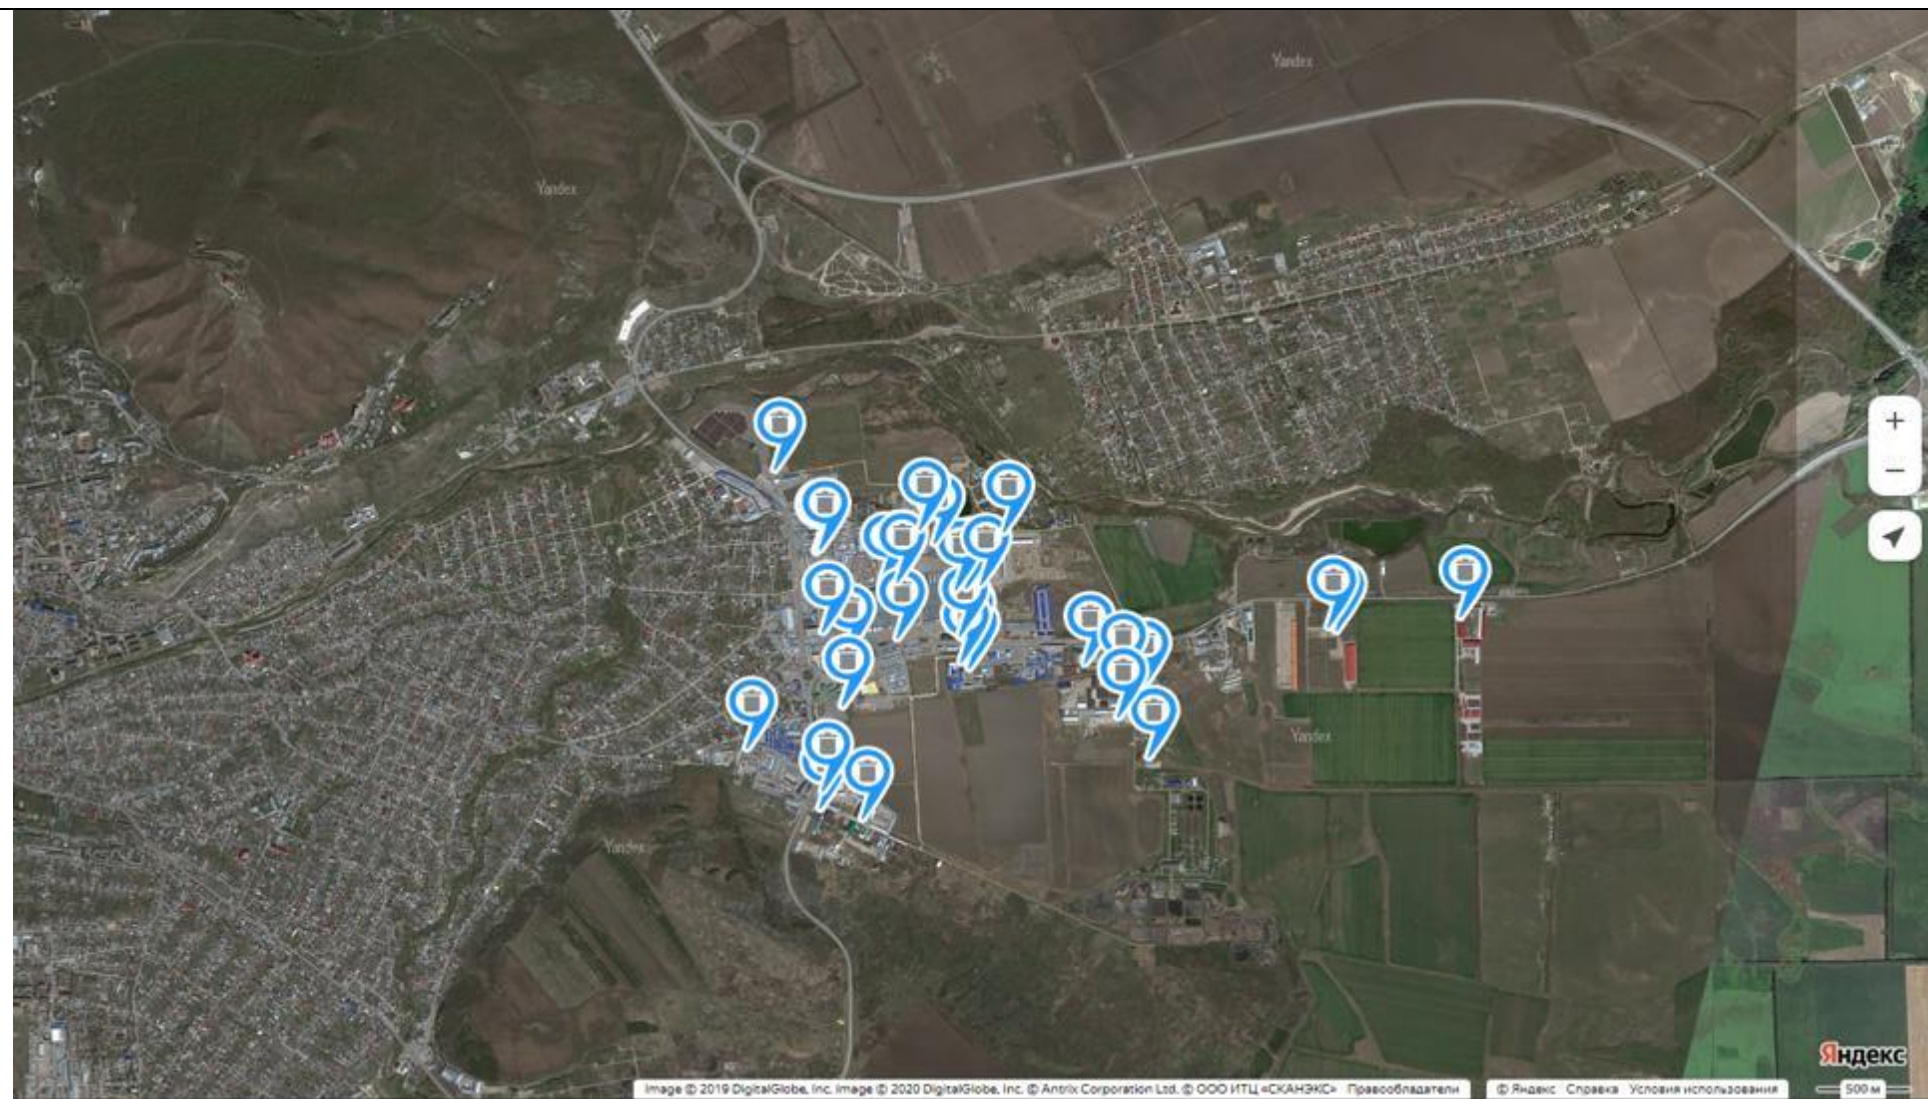 Yandex
Yandex
Yandex
Yandex
Яндекс
Image © 2019 DigitalGlobe, Inc. Image © 2020 DigitalGlobe, Inc. © Antrix Corporation Ltd. © ООО ИТЦ «СКАНЭКС» Правообладатели © Яндекс Справка Условия использования 500 м